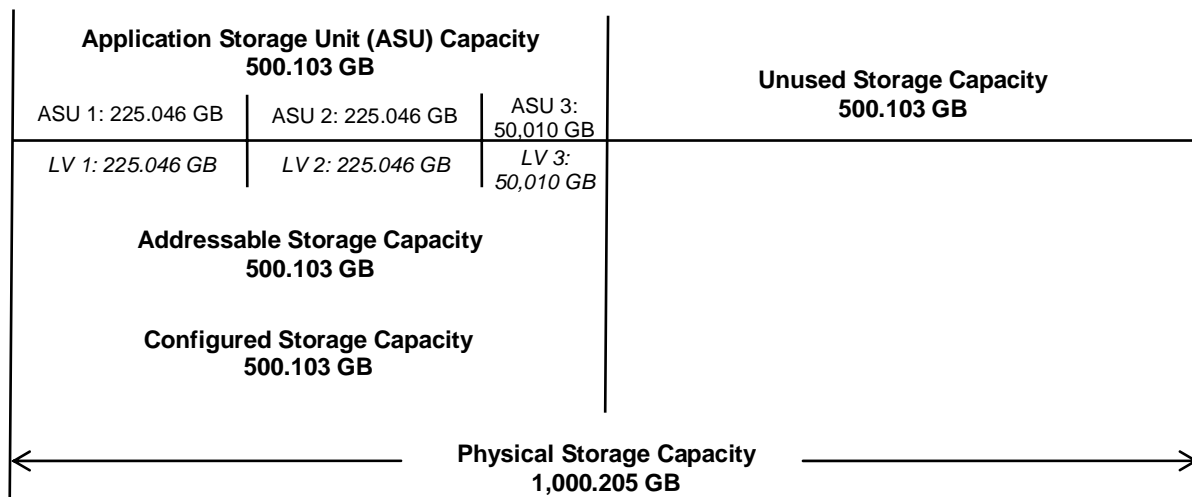 Application Storage Unit (ASU) Capacity
500.103 GB
Unused Storage Capacity
500.103 GB
ASU 1: 225.046 GB
ASU 2: 225.046 GB
ASU 3:
50,010 GB
LV 1: 225.046 GB
LV 2: 225.046 GB
LV 3:
50,010 GB
Addressable Storage Capacity
500.103 GB
Configured Storage Capacity
500.103 GB
Physical Storage Capacity
1,000.205 GB